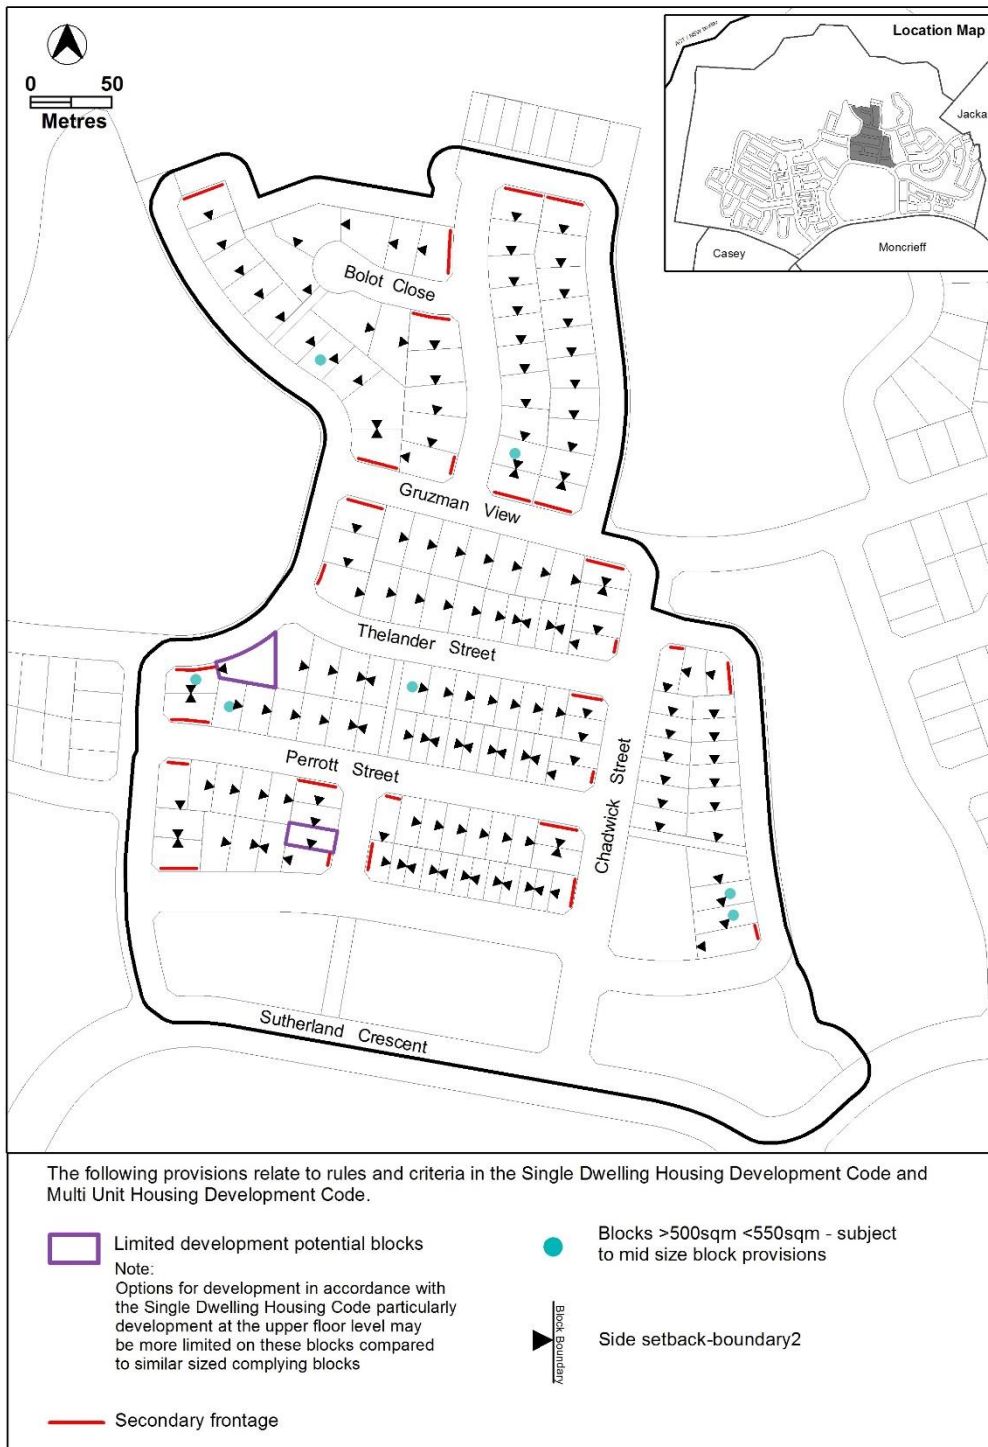 Location Map
ACT / NSW Border
Jacka
Casey
Moncrieff
0 50
Metres
Bolot Close
Gruzman View
Thelander Street
Perrott Street
Chadwick Street
Sutherland Crescent
The following provisions relate to rules and criteria in the Single Dwelling Housing Development Code and
Multi Unit Housing Development Code.
Limited development potential blocks
Note:
Options for development in accordance with
the Single Dwelling Housing Code particularly
development at the upper floor level may
be more limited on these blocks compared
to similar sized complying blocks
Secondary frontage
Blocks >500sqm <550sqm - subject
to mid size block provisions
Block Boundary
Side setback-boundary2